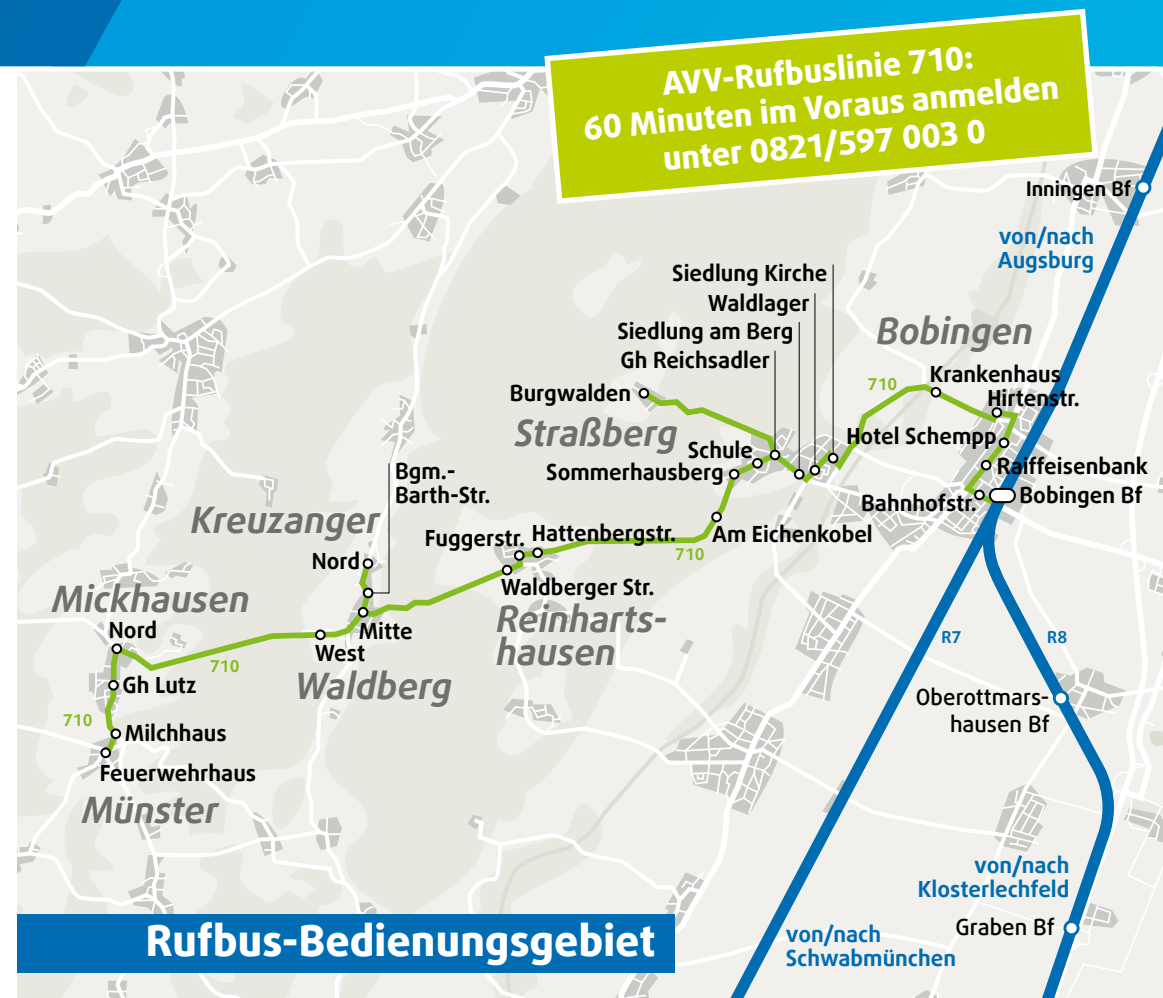 AVV-Rufbuslinie 710:
60 Minuten im Voraus anmelden
unter 0821/597 003 0
Inningen Bf
von/nach
Augsburg
Siedlung Kirche
Waldlager
Siedlung am Berg
Gh Reichsadler
Bobingen
Krankenhaus
710
Hirtenstr.
Burgwalden
Straßberg
Hotel Schempp
Schule
Sommerhausberg
Raiffeisenbank
Bahnhofstr.
Bobingen Bf
Bgm.-
Barth-Str.
Kreuzanger
Fuggerstr.
Hattenbergstr.
710
Am Eichenkobel
Nord
Waldberger Str.
Mickhausen
Reinharts-
hausen
Nord
Mitte
West
710
Waldberg
R7
R8
Gh Lutz
710
Milchhaus
Feuerwehrhaus
Münster
Oberottmars-
hausen Bf
von/nach
Klosterlechfeld
Graben Bf
von/nach
Schwabmünchen
Rufbus-Bedienungsgebiet